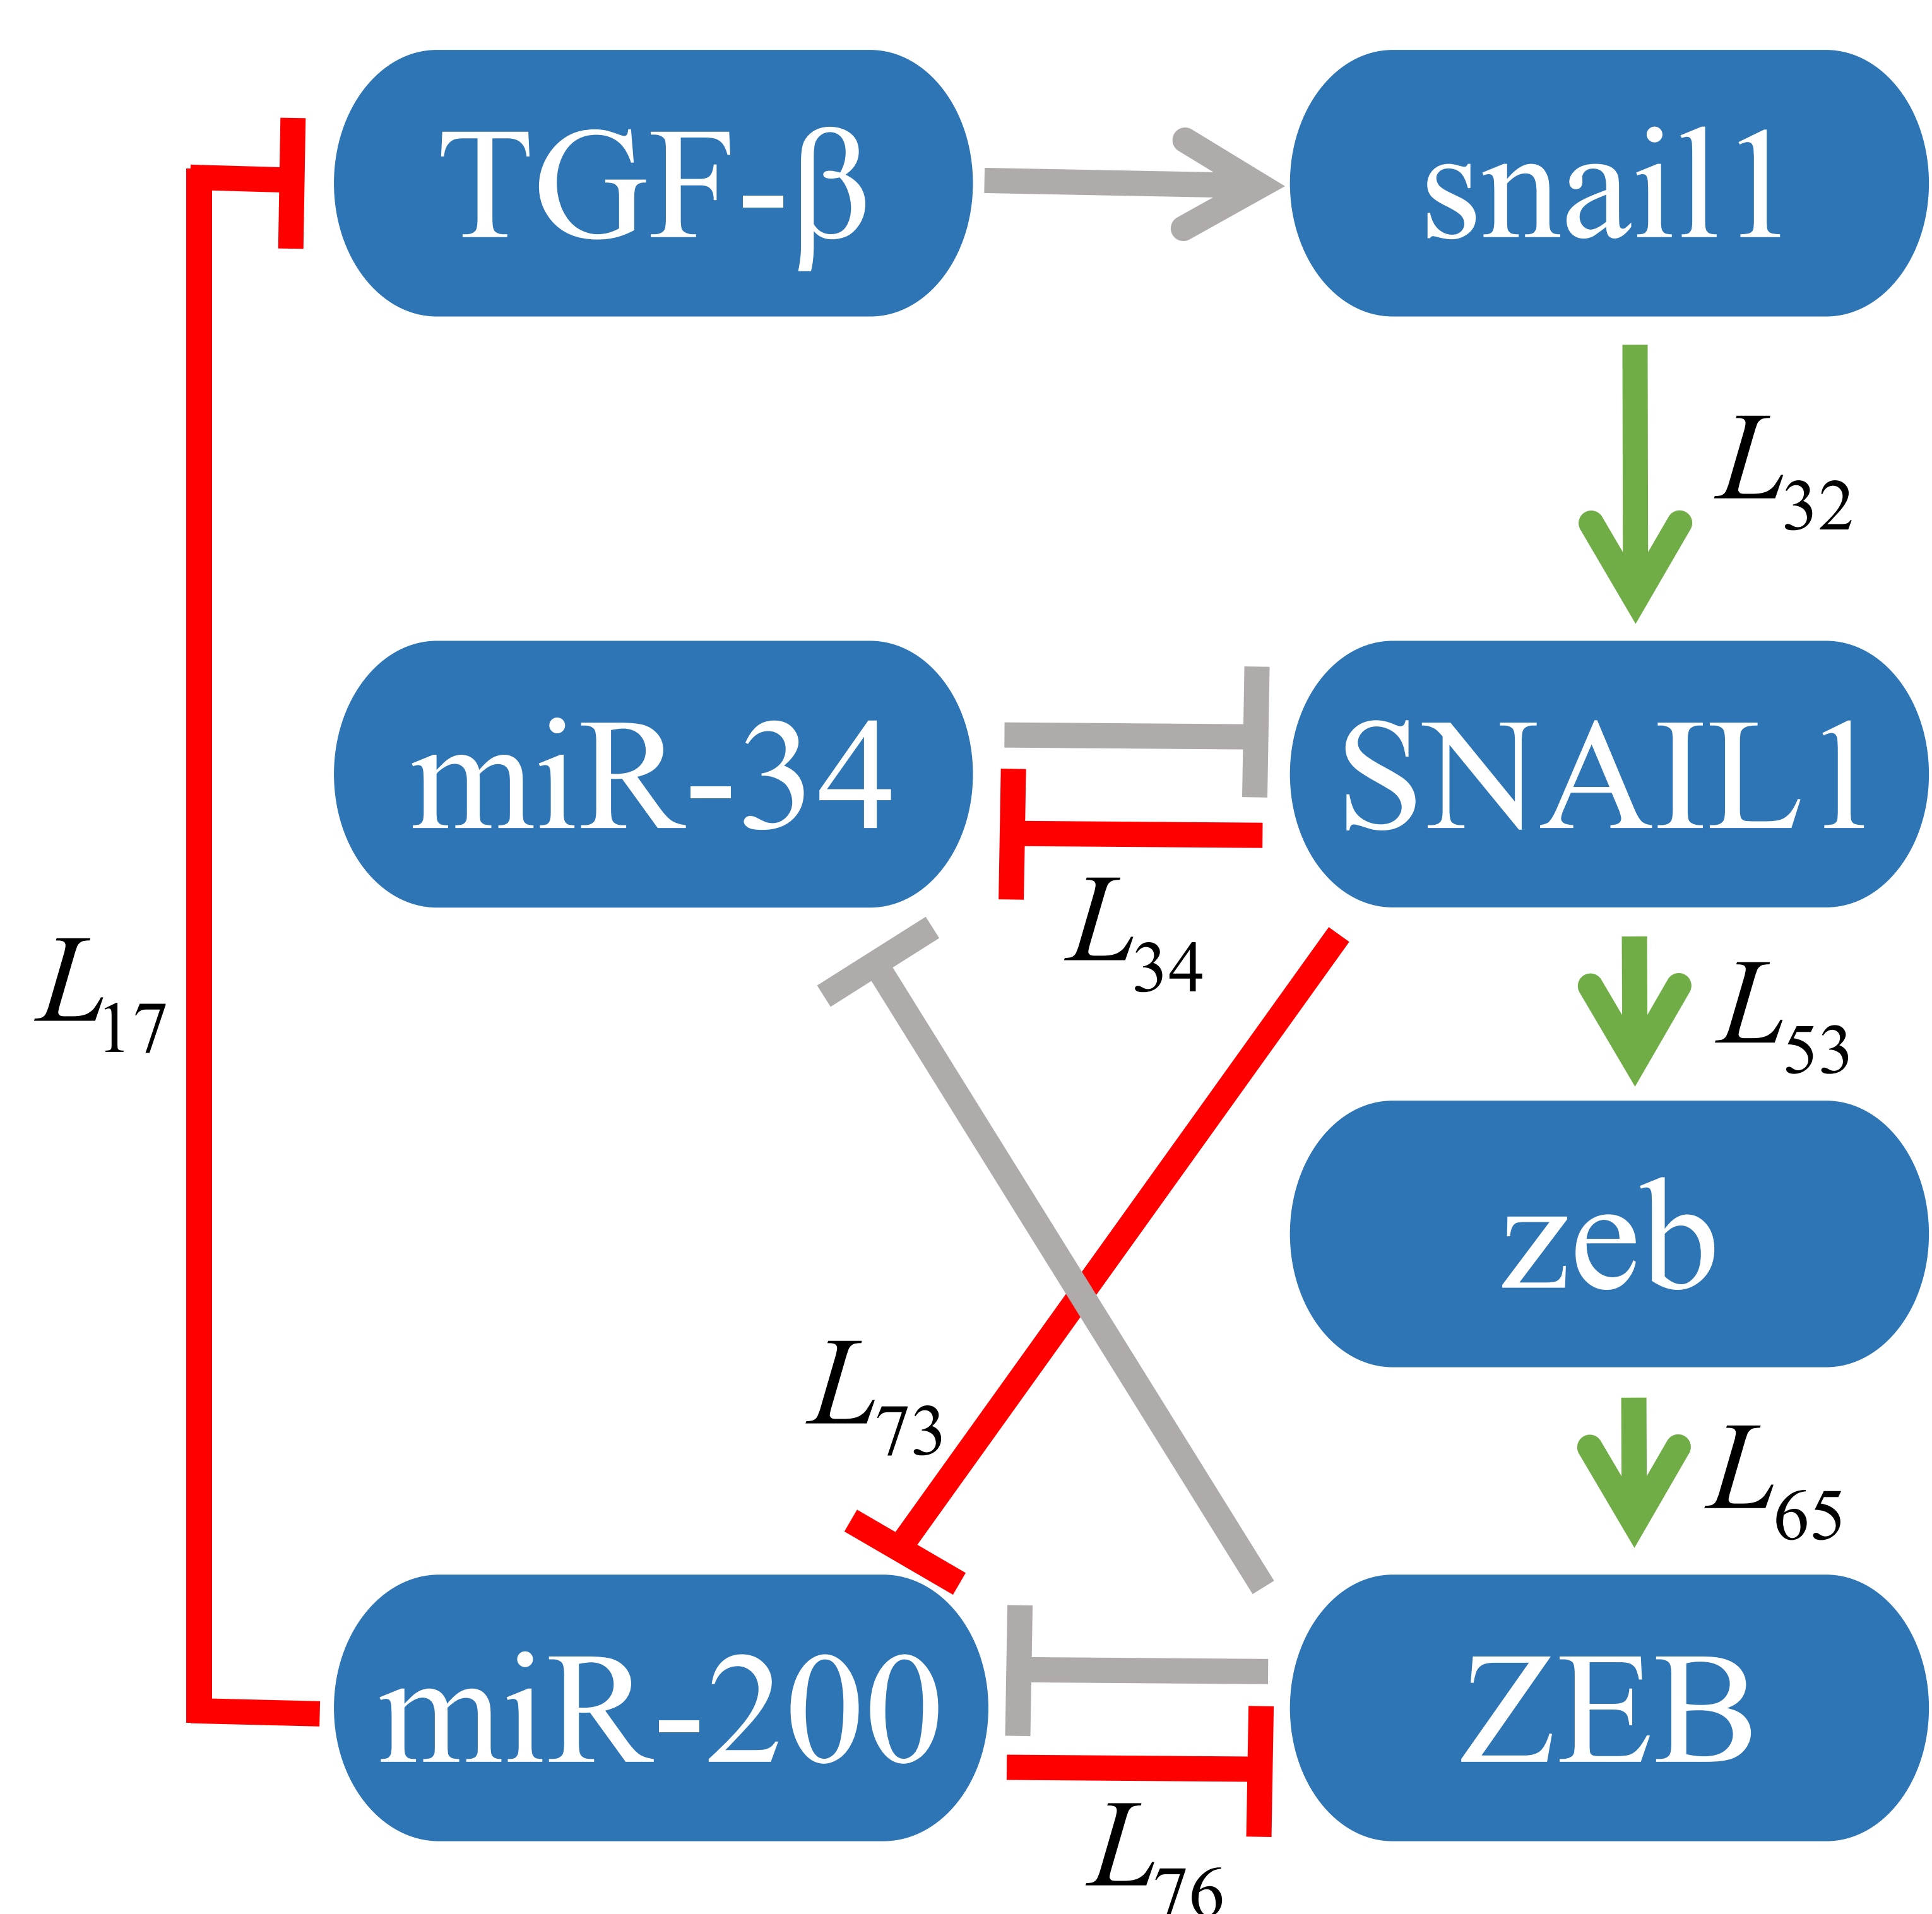 TGF-β
snail1
L32
miR-34
SNAIL1
L34
L17
L53
zeb
L73
L65
miR-200
ZEB
L76